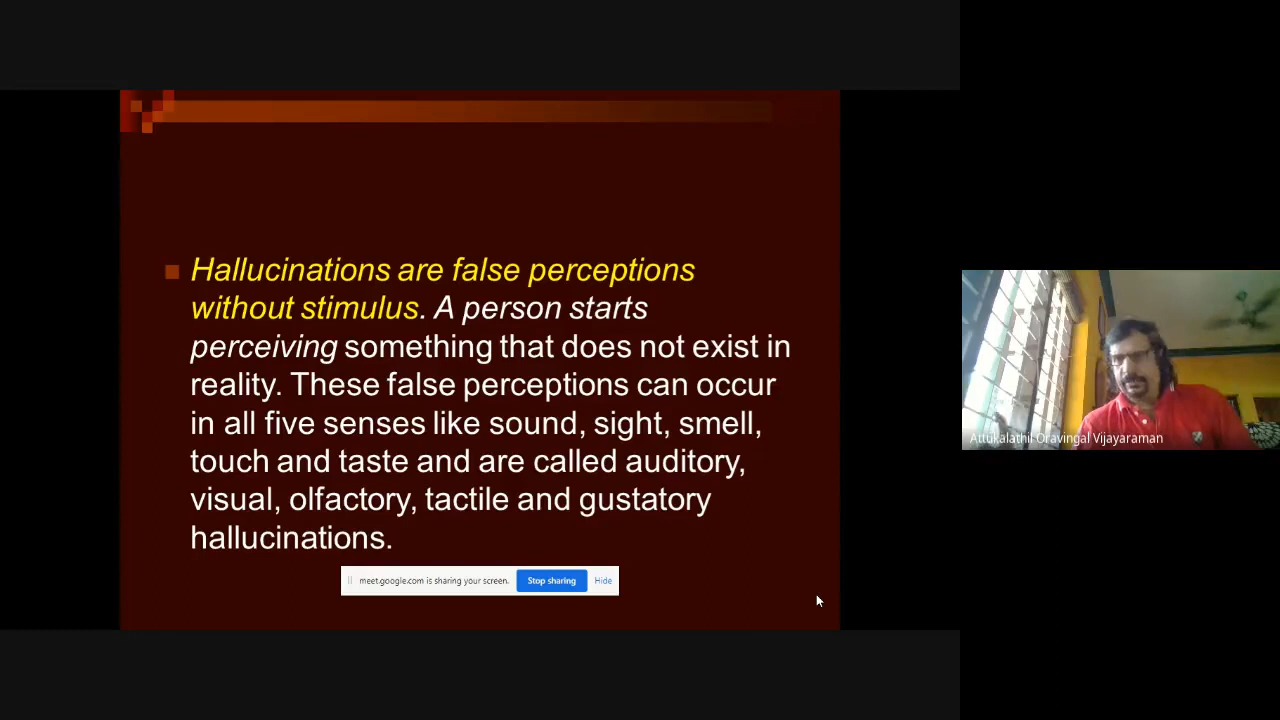 Hallucinations are false perceptions
without stimulus. A person starts
perceiving something that does not exist in
reality. These false perceptions can occur
in all five senses like sound, sight, smell,
touch and taste and are called auditory,
visual, olfactory, tactile and gustatory
hallucinations.
meet.google.com is sharing your screen. Stop sharing Hide
Attukalathil Oravingal Vijayaraman